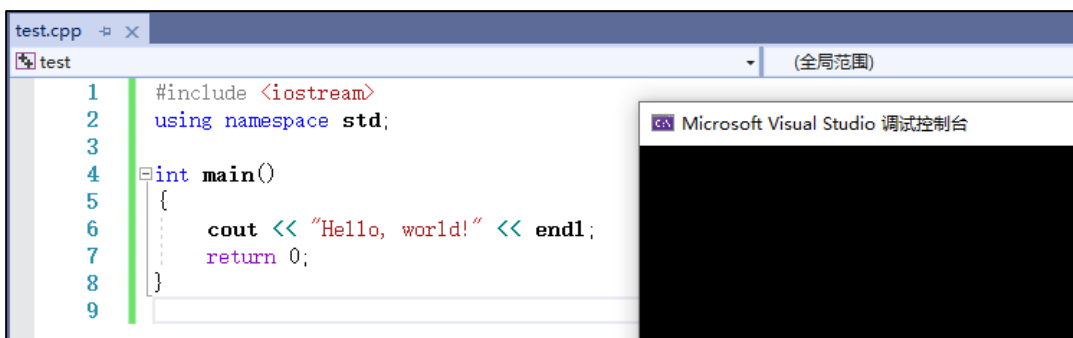 test.cpp
test
(全局范围)
1 #include <iostream>
2 using namespace std;
3
4 int main()
5 {
6 cout << "Hello, world!" << endl;
7 return 0;
8 }
9
Microsoft Visual Studio 调试控制台